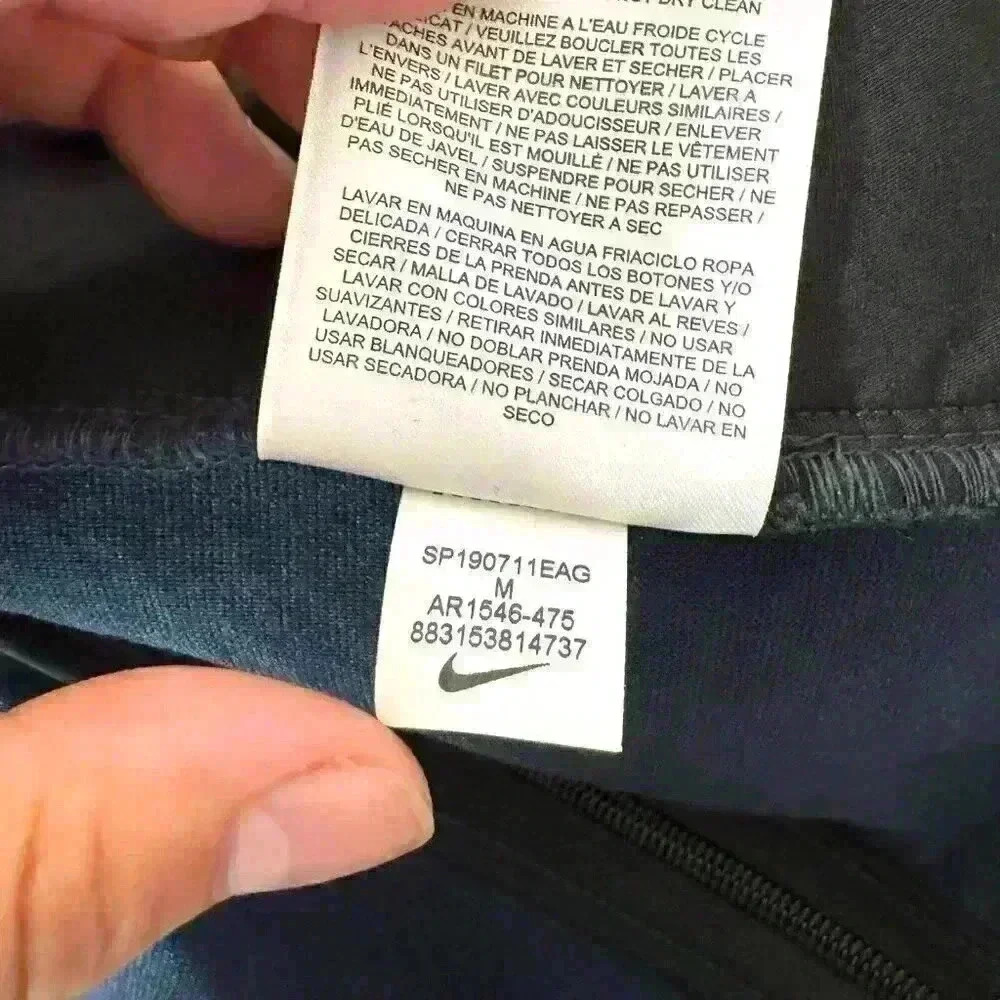 DRY CLEAN
EN MACHINE A L'EAU FROIDE CYCLE
/ VEUILLEZ BOUCLER TOUTES LES
AVANT DE LAVER ET SECHER / PLACER
DANS UN FILET POUR NETTOYER / LAVER A
L'ENVERS / LAVER AVEC COULEURS SIMILAIRES /
NE PAS UTILISER D'ADOUCISSEUR / ENLEVER
IMMEDIATEMENT / NE PAS LAISSER LE VÊTEMENT
PLIÉ LORSQU'IL EST MOUILLÉ / NE PAS UTILISER
D'EAU DE JAVEL / SUSPENDRE POUR SECHER / NE
PAS SECHER EN MACHINE / NE PAS REPASSER /
NE PAS NETTOYER A SEC
LAVAR EN MAQUINA EN AGUA FRIACICLO ROPA
DELICADA / CERRAR TODOS LOS BOTONES Y/O
CIERRES DE LA PRENDA ANTES DE LAVAR Y
SECAR / MALLA DE LAVADO / LAVAR AL REVES /
LAVAR CON COLORES SIMILARES / NO USAR
SUAVIZANTES / RETIRAR INMEDIATAMENTE DE LA
LAVADORA / NO DOBLAR PRENDA MOJADA / NO
USAR BLANQUEADORES / SECAR COLGADO / NO
USAR SECADORA / NO PLANCHAR / NO LAVAR EN
SECO
SP190711EAG
M
AR1546-475
883153814737